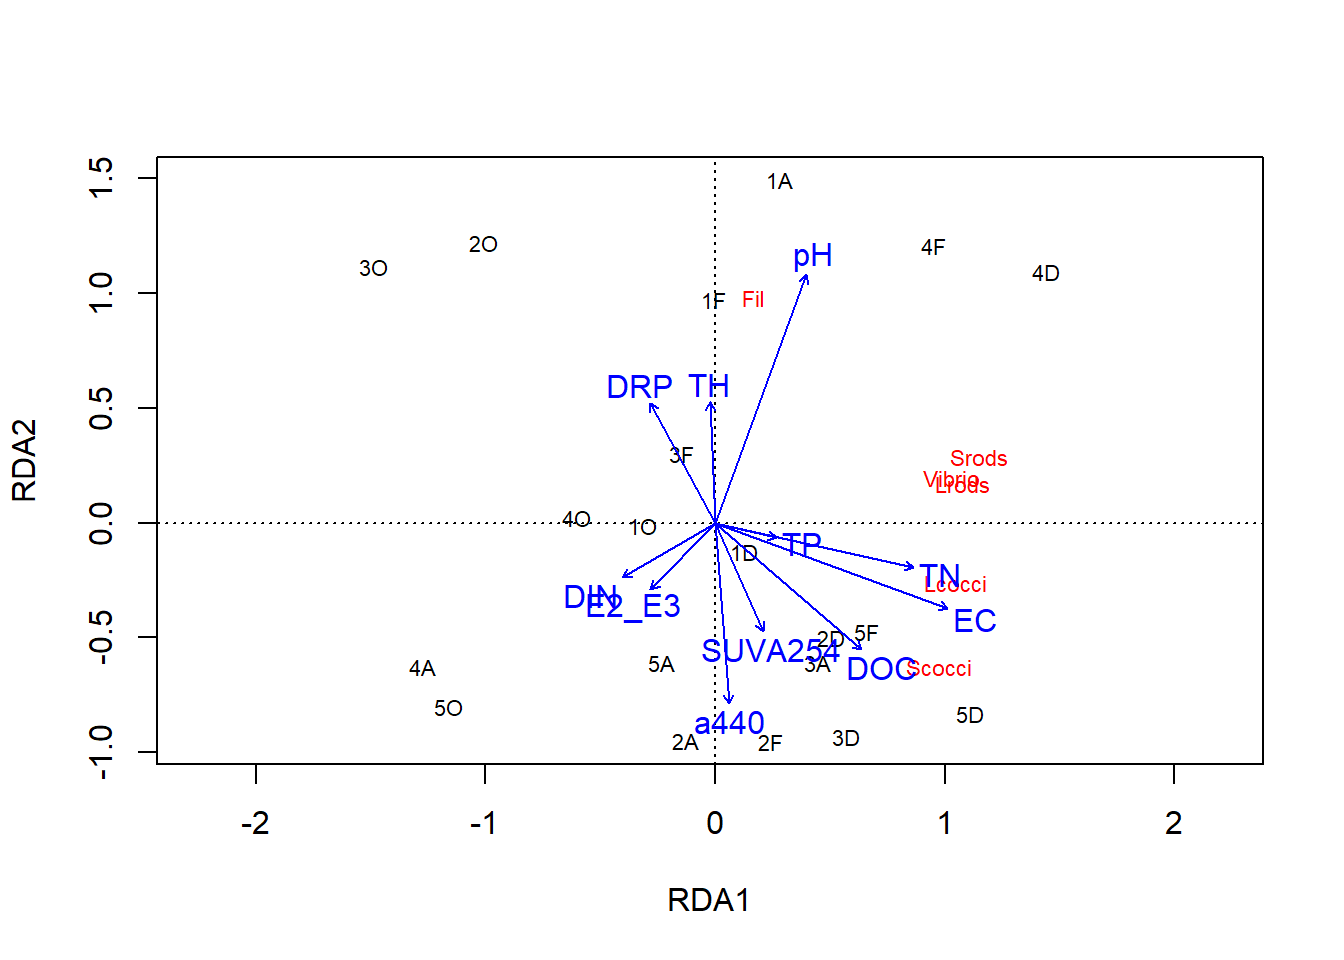 1.5
1A
2O
pH
4F
3O
4D
1.0
1F
Fil
DRP
TH
0.5
3F
Srods
Vibrio
Lrods
RDA2
0.0
4O
1O
TP
1D
TN
Lcocci
DIN
E2_E3
EC
-0.5
2D
5F
SUVA254
4A
5A
3A
DOC
Scocci
5O
5D
a440
-1.0
2A
2F
3D
-2
-1
0
1
2
RDA1